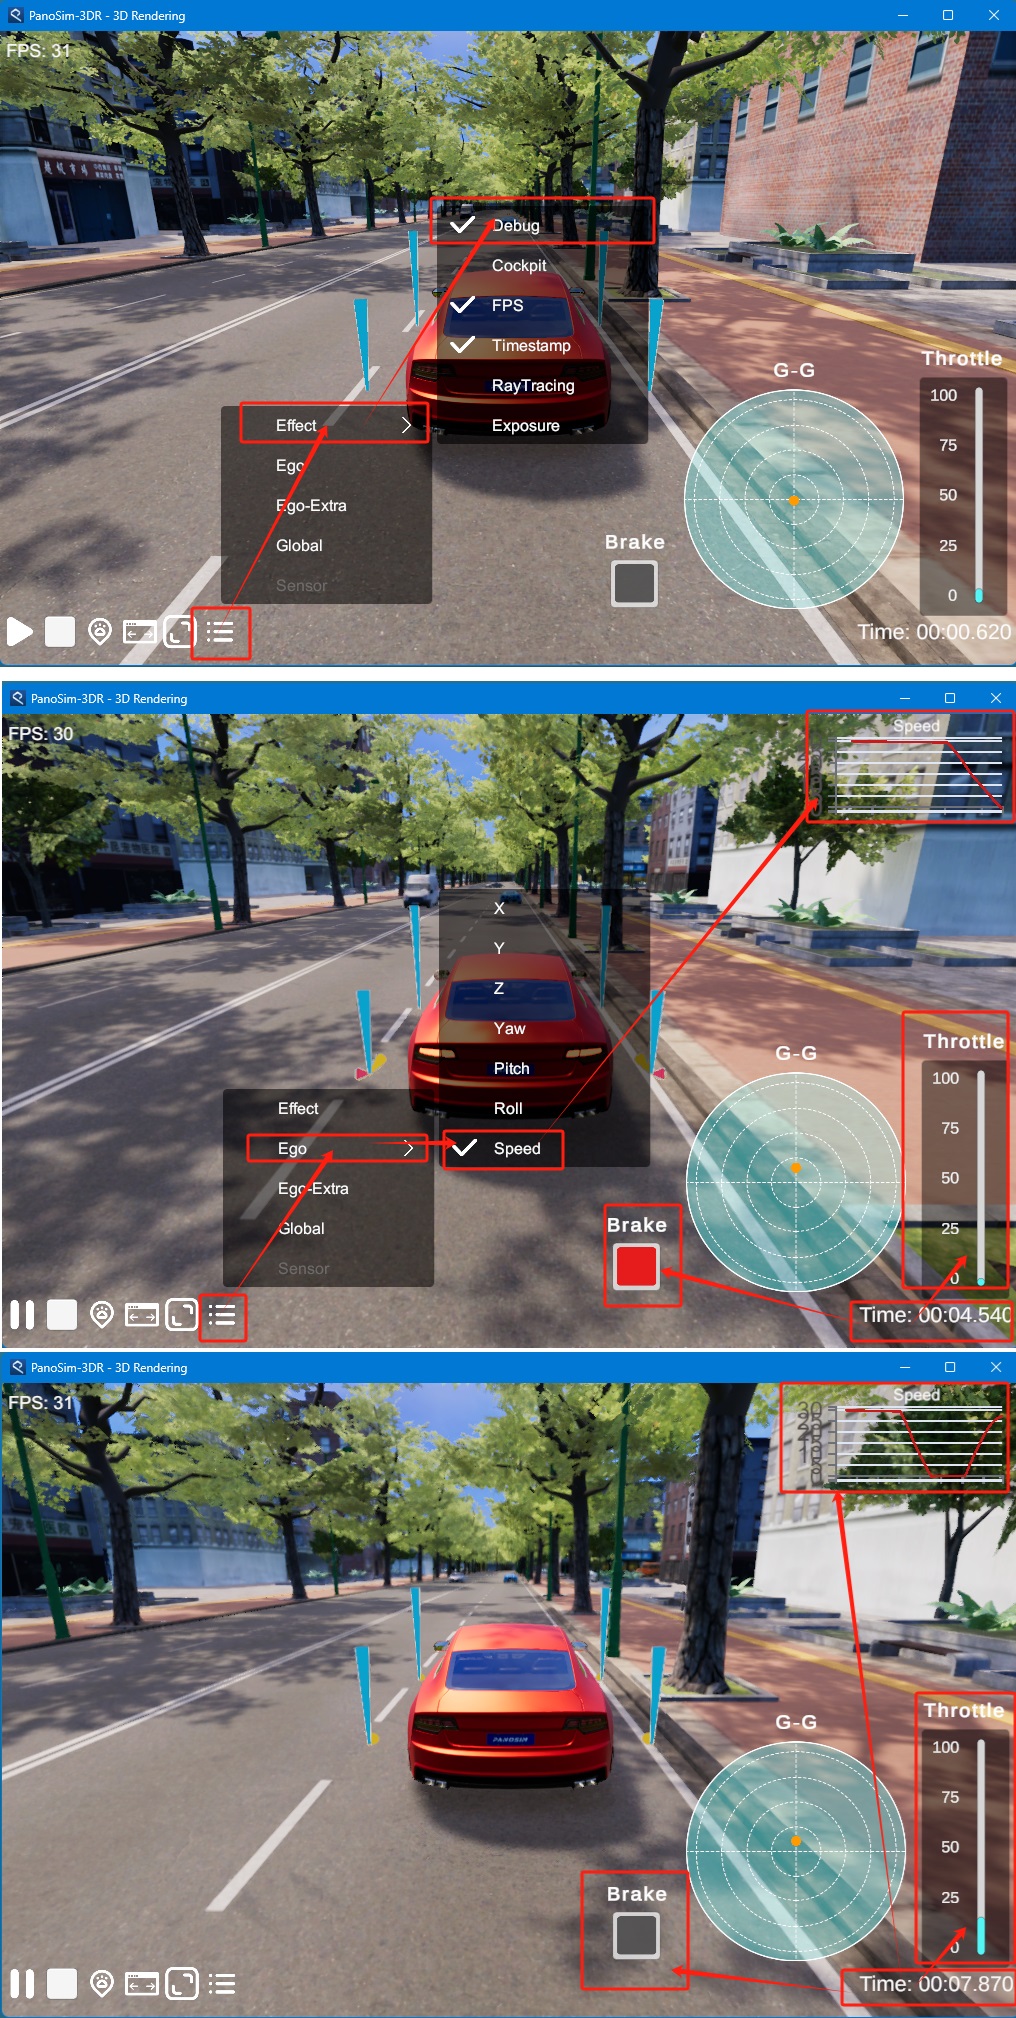 PanoSim-3DR - 3D Rendering
FPS: 31
Debug
Cockpit
FPS
Timestamp
RayTracing
Exposure
Effect
Ego
Ego-Extra
Global
Sensor
Brake
G-G
Throttle
100
75
50
25
0
Time: 00:00.620
PanoSim-3DR - 3D Rendering
FPS: 30
Speed
X
Y
Z
Yaw
Pitch
Roll
Speed
Effect
Ego
Ego-Extra
Global
Sensor
Brake
G-G
Throttle
100
75
50
25
0
Time: 00:04.540
PanoSim-3DR - 3D Rendering
FPS: 31
Speed
30
PANOSIM
Brake
G-G
Throttle
100
75
50
25
0
Time: 00:07.870